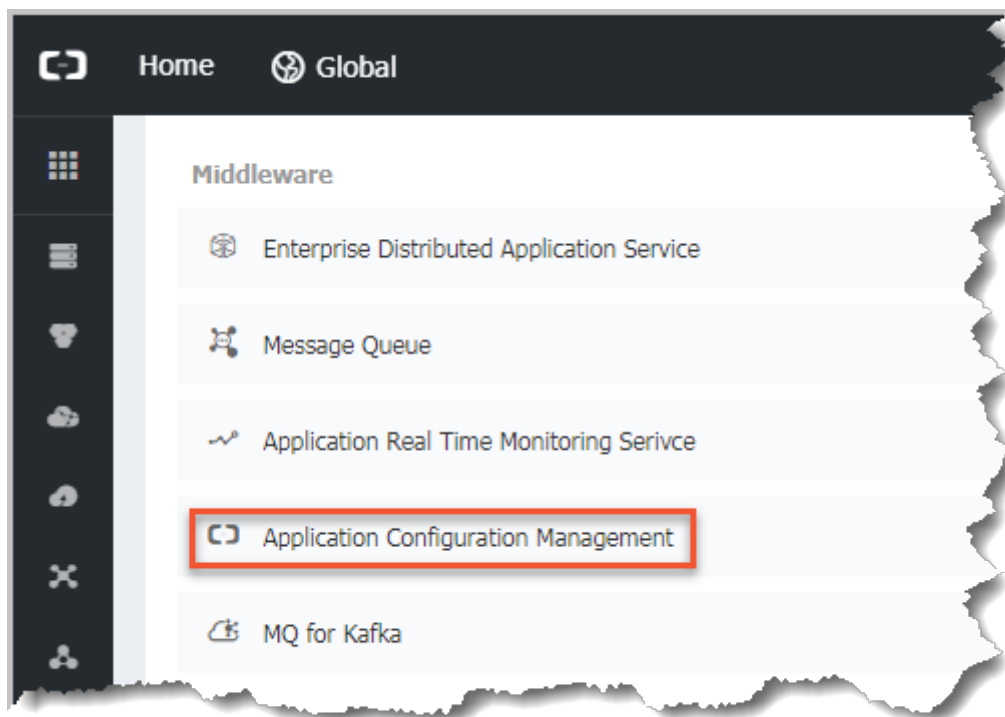 Home Global
Middleware
Enterprise Distributed Application Service
Message Queue
Application Real Time Monitoring Serivce
Application Configuration Management
MQ for Kafka